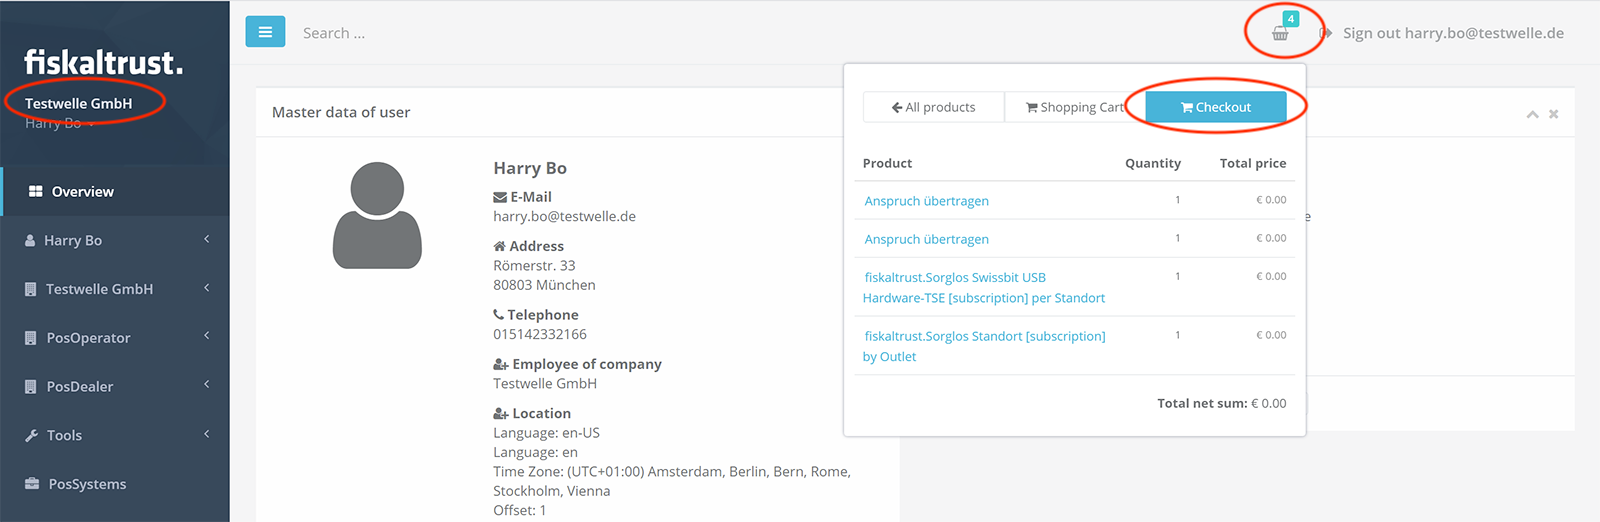 fiskaltrust.
Testwelle GmbH
Harry Bo
Overview
Harry Bo
Testwelle GmbH
PosOperator
PosDealer
Tools
PosSystems
Search ...
4
Sign out harry.bo@testwelle.de
Master data of user
Harry Bo
E-Mail
harry.bo@testwelle.de
Address
Römerstr. 33
80803 München
Telephone
015142332166
Employee of company
Testwelle GmbH
Location
Language: en-US
Language: en
Time Zone: (UTC+01:00) Amsterdam, Berlin, Bern, Rome,
Stockholm, Vienna
Offset: 1
All products
Shopping Cart
Checkout
Product Quantity Total price
Anspruch übertragen 1 € 0.00
Anspruch übertragen 1 € 0.00
fiskaltrust.Sorglos Swissbit USB 1 € 0.00
Hardware-TSE [subscription] per Standort
fiskaltrust.Sorglos Standort [subscription] 1 € 0.00
by Outlet
Total net sum: € 0.00